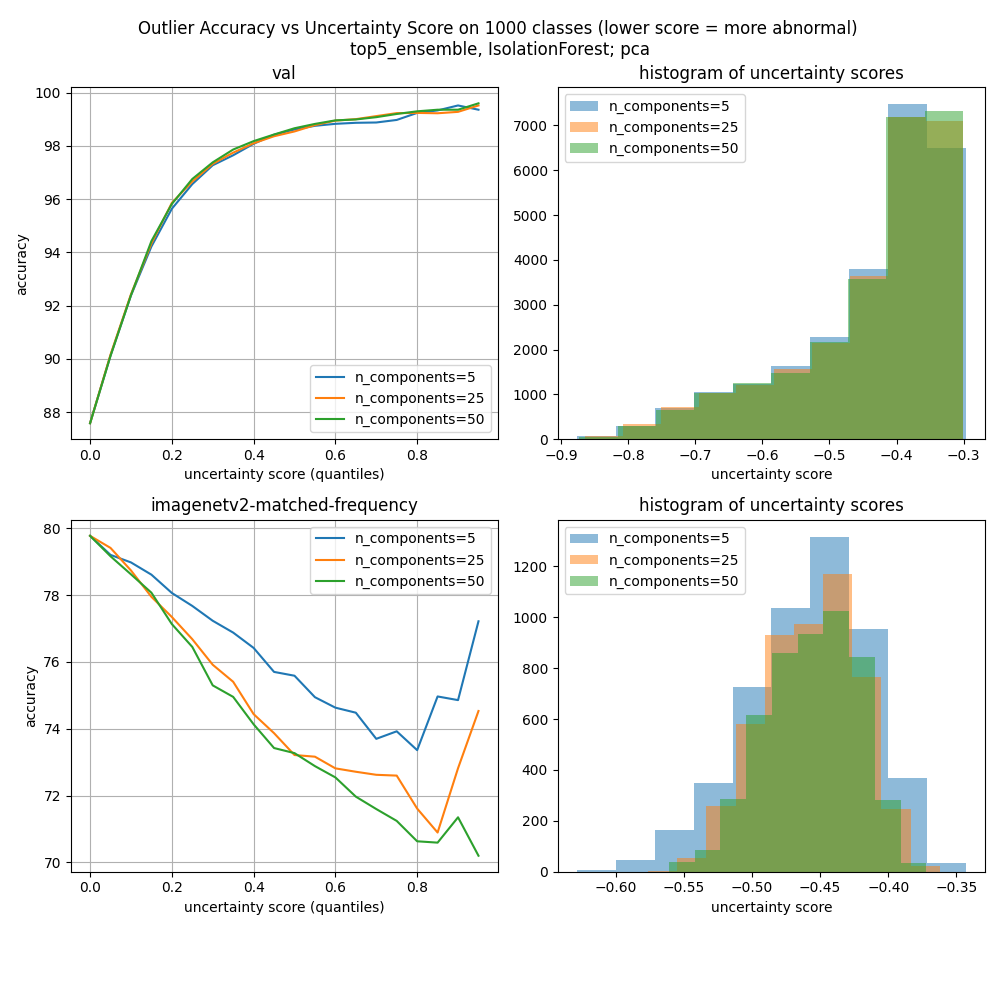 Outlier Accuracy vs Uncertainty Score on 1000 classes (lower score = more abnormal)
top5_ensemble, IsolationForest; pca
val
100
98
96
94
92
90
88
accuracy
0.0 0.2 0.4 0.6 0.8
uncertainty score (quantiles)
n_components=5
n_components=25
n_components=50
histogram of uncertainty scores
n_components=5
n_components=25
n_components=50
7000
6000
5000
4000
3000
2000
1000
0
−0.9 −0.8 −0.7 −0.6 −0.5 −0.4 −0.3
uncertainty score
imagenetv2-matched-frequency
n_components=5
n_components=25
n_components=50
80
78
76
74
72
70
accuracy
0.0 0.2 0.4 0.6 0.8
uncertainty score (quantiles)
histogram of uncertainty scores
n_components=5
n_components=25
n_components=50
1200
1000
800
600
400
200
0
−0.60 −0.55 −0.50 −0.45 −0.40 −0.35
uncertainty score